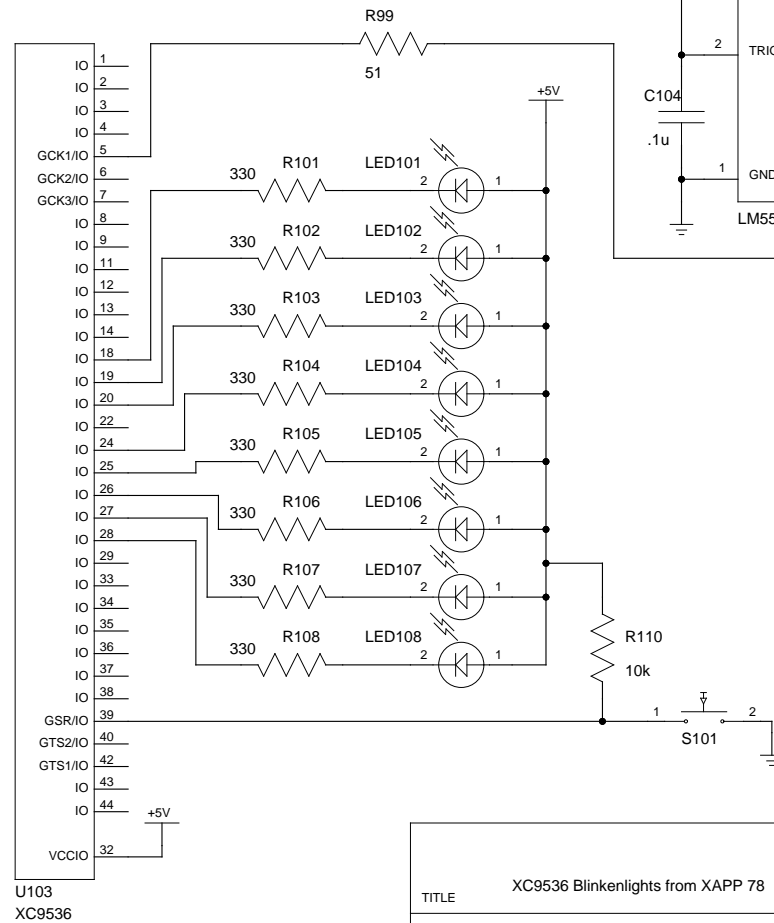 R99
51
+5V
2 TRIG
C104
.1u
1 GND
LM55
IO 1
IO 2
IO 3
IO 4
GCK1/IO 5
GCK2/IO 6
GCK3/IO 7
IO 8
IO 9
IO 11
IO 12
IO 13
IO 14
IO 18
IO 19
IO 20
IO 22
IO 24
IO 25
IO 26
IO 27
IO 28
IO 29
IO 33
IO 34
IO 35
IO 36
IO 37
IO 38
GSR/IO 39
GTS2/IO 40
GTS1/IO 42
IO 43
IO 44
VCCIO 32
+5V
U103
XC9536
330 R101 LED101 2 1
330 R102 LED102 2 1
330 R103 LED103 2 1
330 R104 LED104 2 1
330 R105 LED105 2 1
330 R106 LED106 2 1
330 R107 LED107 2 1
330 R108 LED108 2 1
R110
10k
1 2
S101
TITLE XC9536 Blinkenlights from XAPP 78